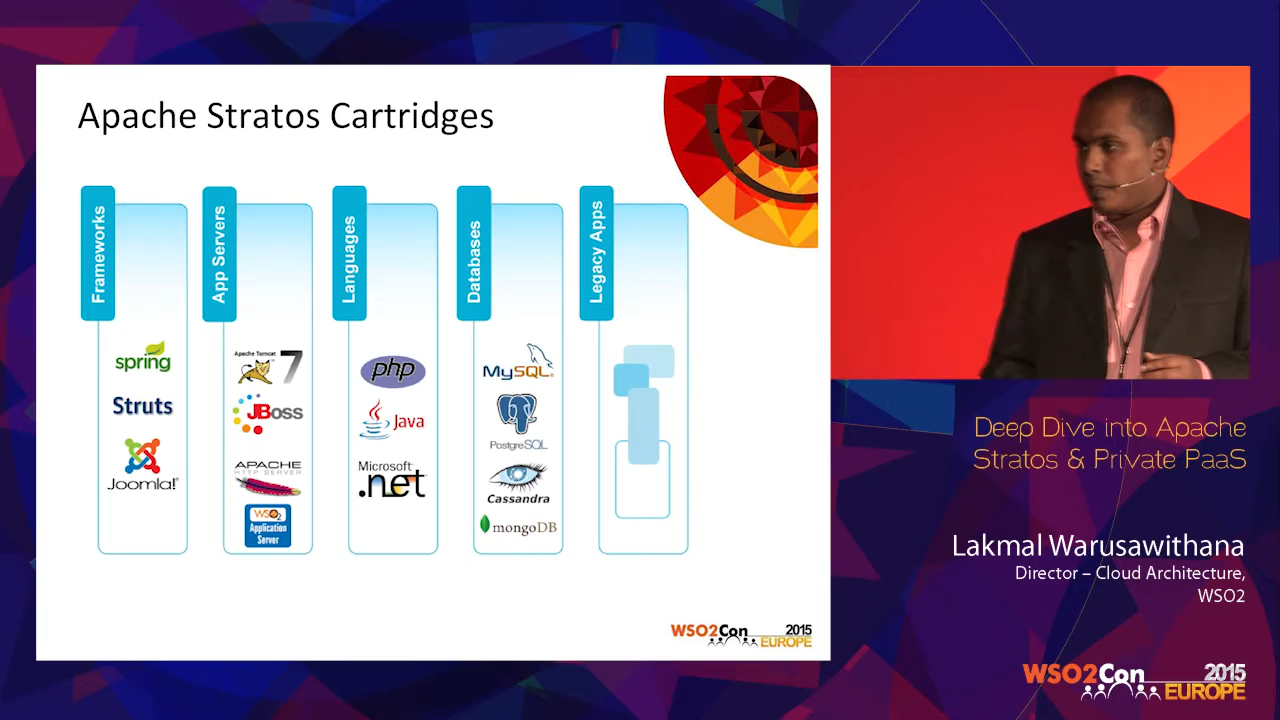 Apache Stratos Cartridges
Frameworks
spring
Struts
Joomla!®
App Servers
Apache Tomcat
7
JBoss
APACHE
HTTP SERVER
WSO2
Application
Server
Languages
php
Java
Microsoft®
.net
Databases
MySQL®
PostgreSQL
Cassandra
mongoDB
Legacy Apps
WSO2Con 2015
EUROPE
Deep Dive into Apache
Stratos & Private PaaS
Lakmal Warusawithana
Director – Cloud Architecture,
WSO2
WSO2Con 2015
EUROPE